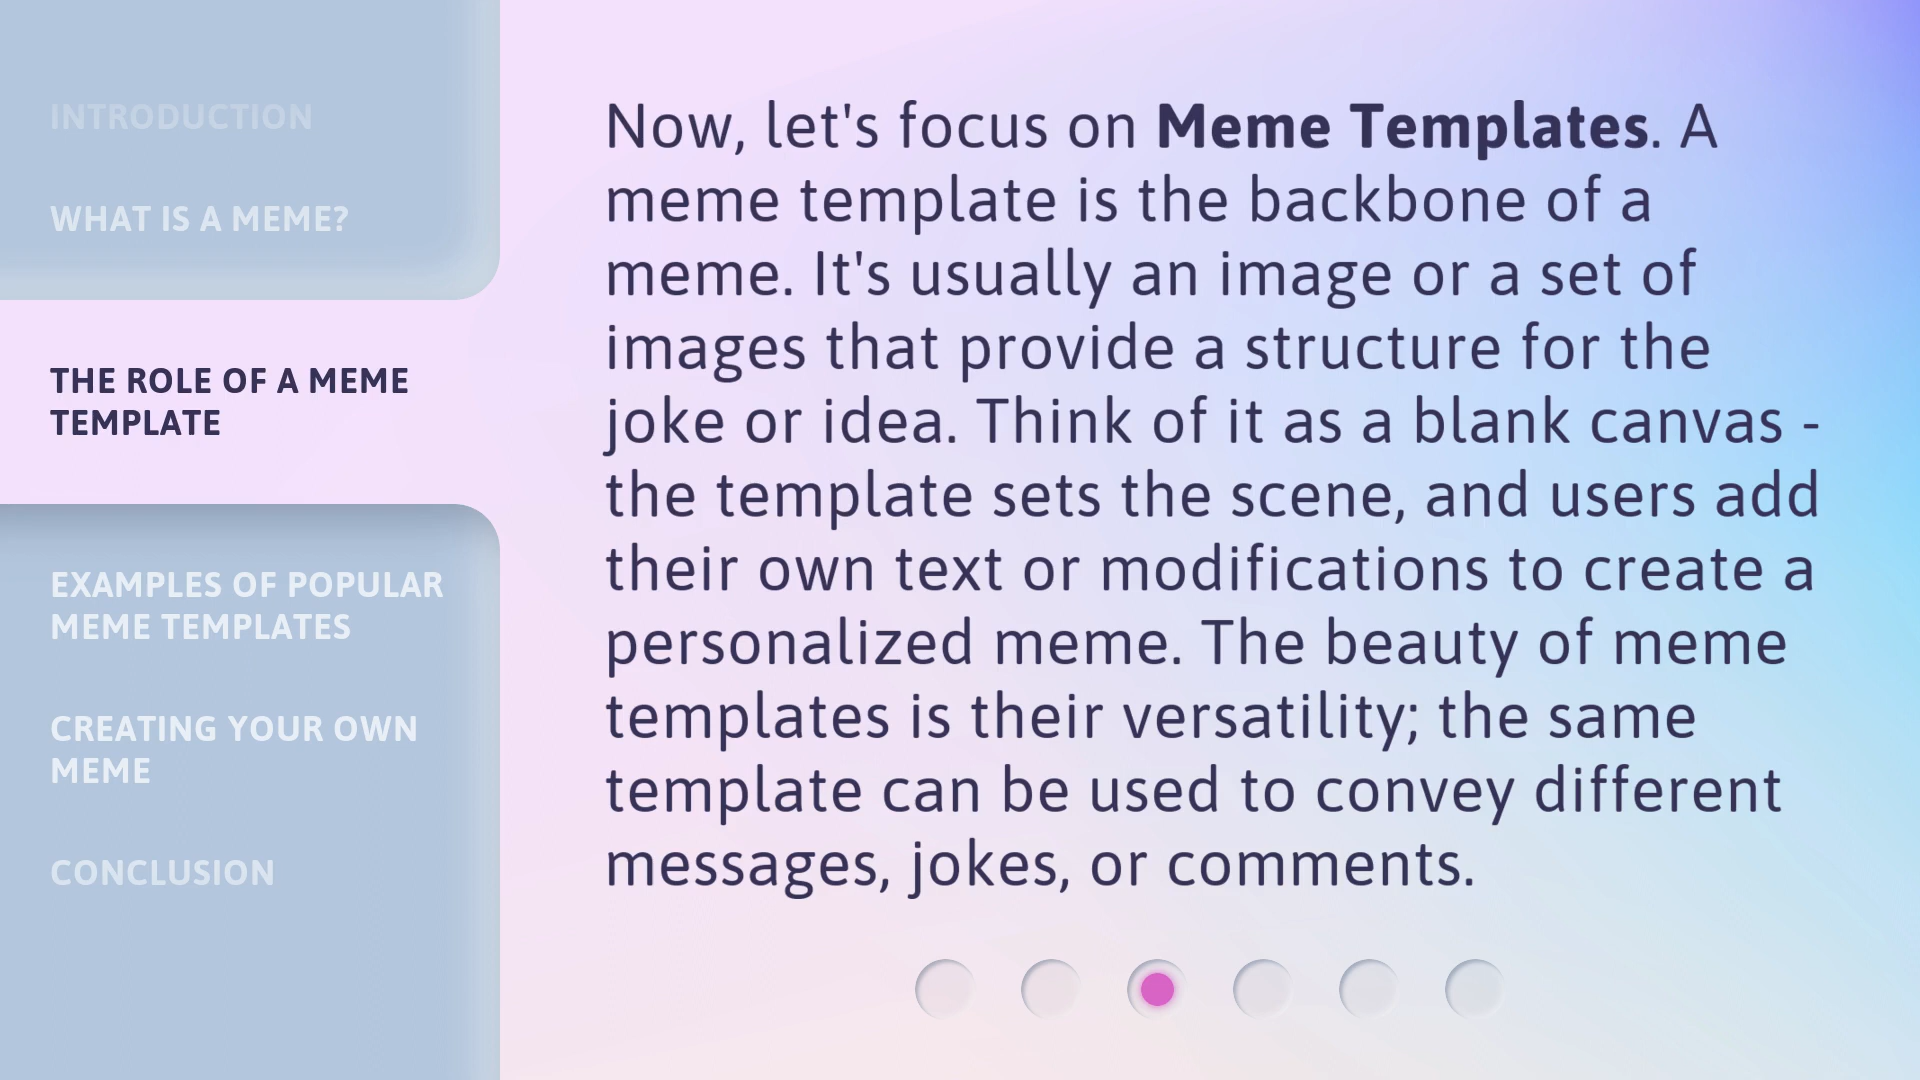 INTRODUCTION
WHAT IS A MEME?
THE ROLE OF A MEME
TEMPLATE
EXAMPLES OF POPULAR
MEME TEMPLATES
CREATING YOUR OWN
MEME
CONCLUSION
Now, let's focus on Meme Templates. A
meme template is the backbone of a
meme. It's usually an image or a set of
images that provide a structure for the
joke or idea. Think of it as a blank canvas -
the template sets the scene, and users add
their own text or modifications to create a
personalized meme. The beauty of meme
templates is their versatility; the same
template can be used to convey different
messages, jokes, or comments.